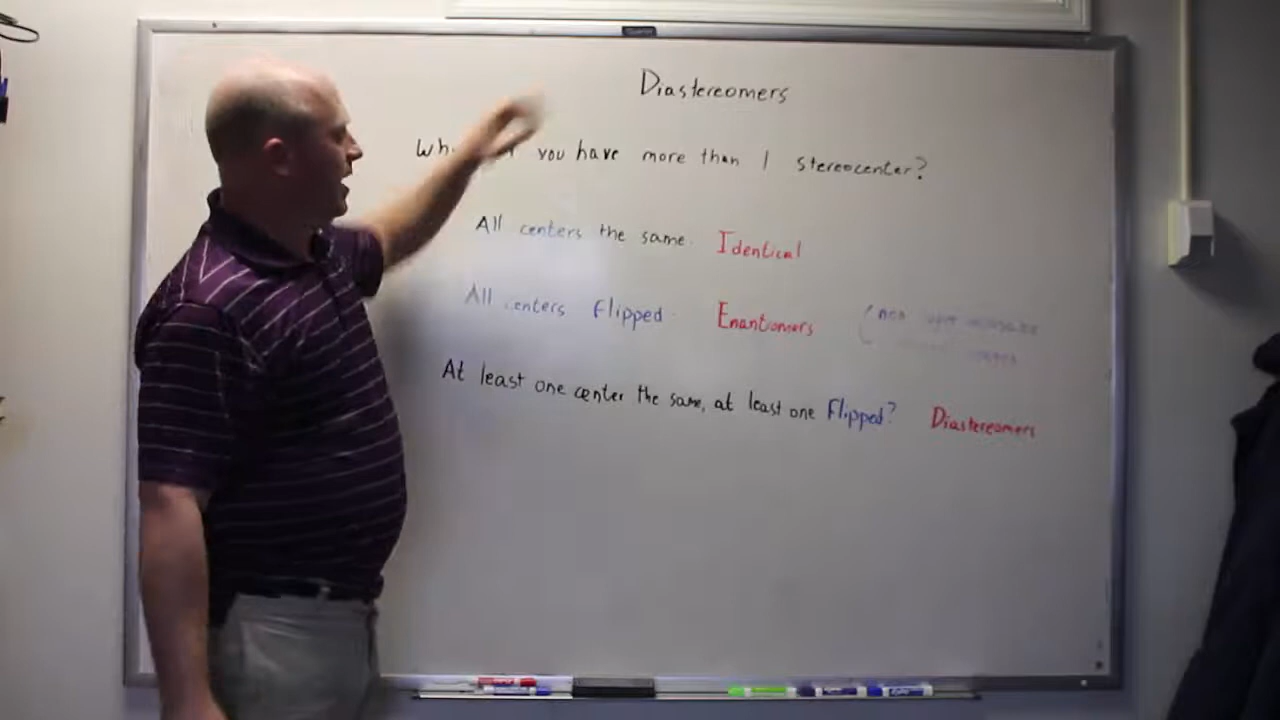 Diastereomers
you have more than 1 stereocenter?
All centers the same. Identical
All centers Flipped. Enantiomers (non
At least one center the same, at least one Flipped? Diastereomers